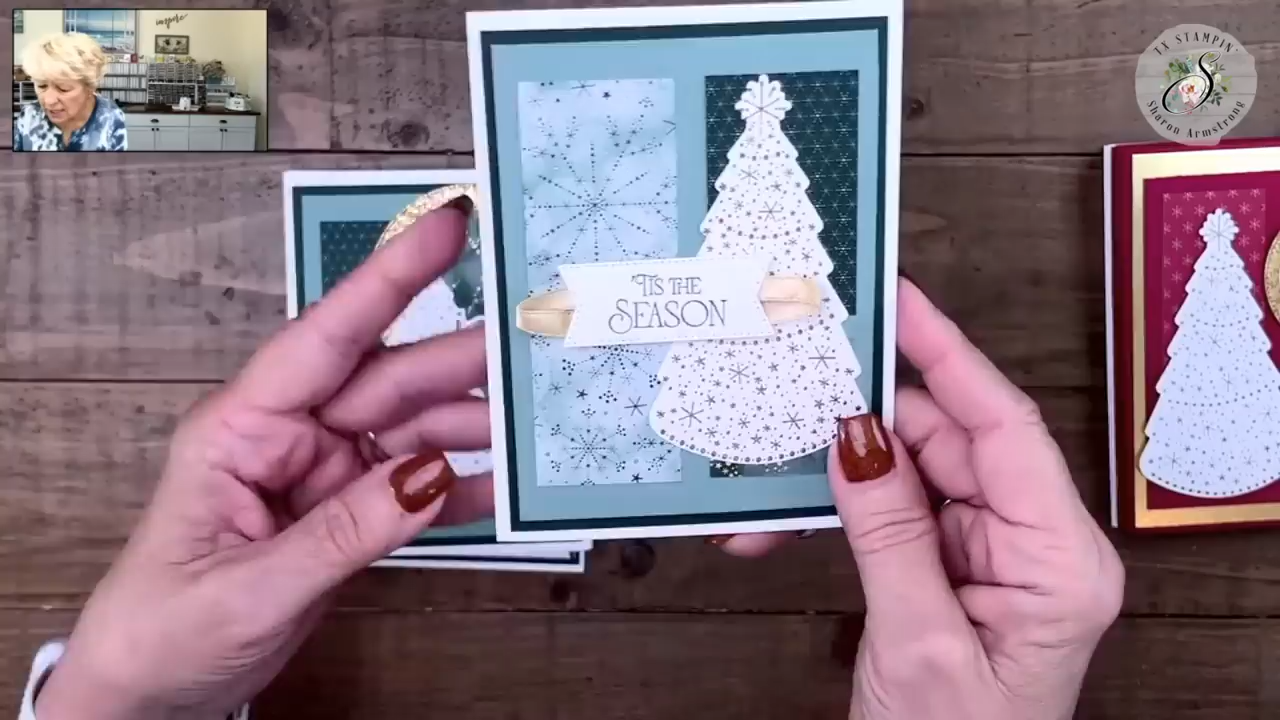 inspire
TX STAMPIN'
S
Sharon Armstrong
'TIS THE
SEASON